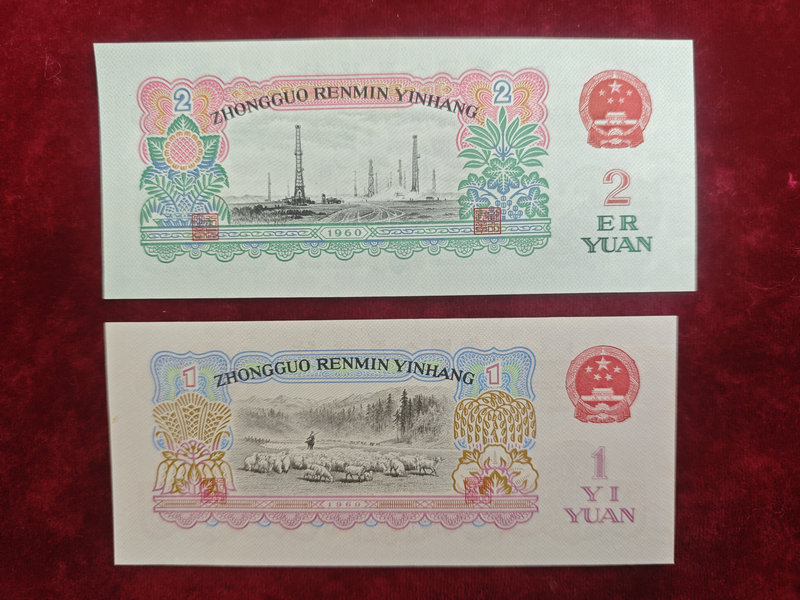 2
2
ZHONGGUO RENMIN YINHANG
1960
2
ER
YUAN
1
1
ZHONGGUO RENMIN YINHANG
1960
1
YI
YUAN